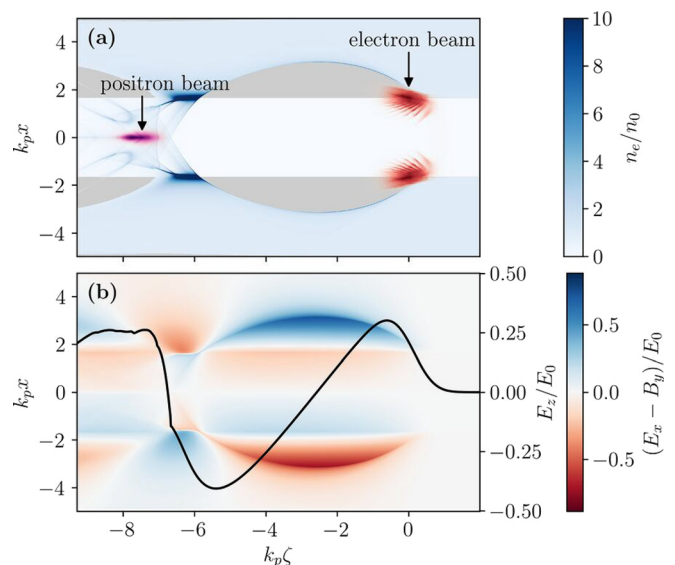 (a)
electron beam
positron beam
4
2
0
−2
−4
k_p x
10
8
6
4
2
0
n_e/n_0
(b)
4
2
0
−2
−4
k_p x
0.50
0.25
0.00
−0.25
−0.50
E_z/E_0
0.5
0.0
−0.5
(E_x − B_y)/E_0
−8 −6 −4 −2 0
k_p ζ